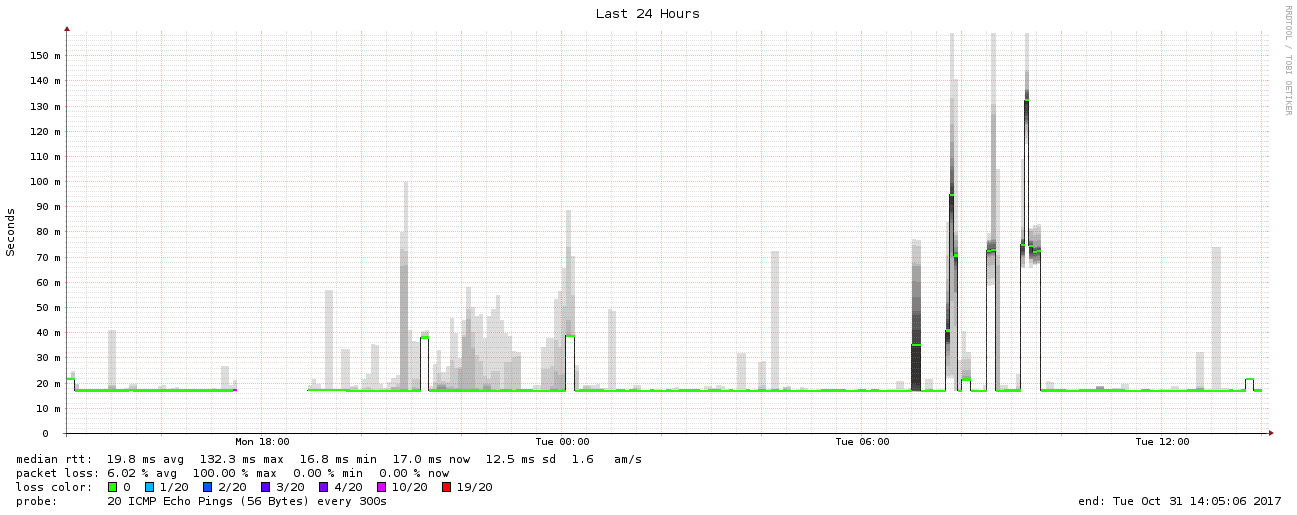 Last 24 Hours
RRDTOOL / TOBI OETIKER
Seconds
150 m
140 m
130 m
120 m
110 m
100 m
90 m
80 m
70 m
60 m
50 m
40 m
30 m
20 m
10 m
0
Mon 18:00 Tue 00:00 Tue 06:00 Tue 12:00
median rtt: 19.8 ms avg 132.3 ms max 16.8 ms min 17.0 ms now 12.5 ms sd 1.6 am/s
packet loss: 6.02 % avg 100.00 % max 0.00 % min 0.00 % now
loss color: 0 1/20 2/20 3/20 4/20 10/20 19/20
probe: 20 ICMP Echo Pings (56 Bytes) every 300s end: Tue Oct 31 14:05:06 2017